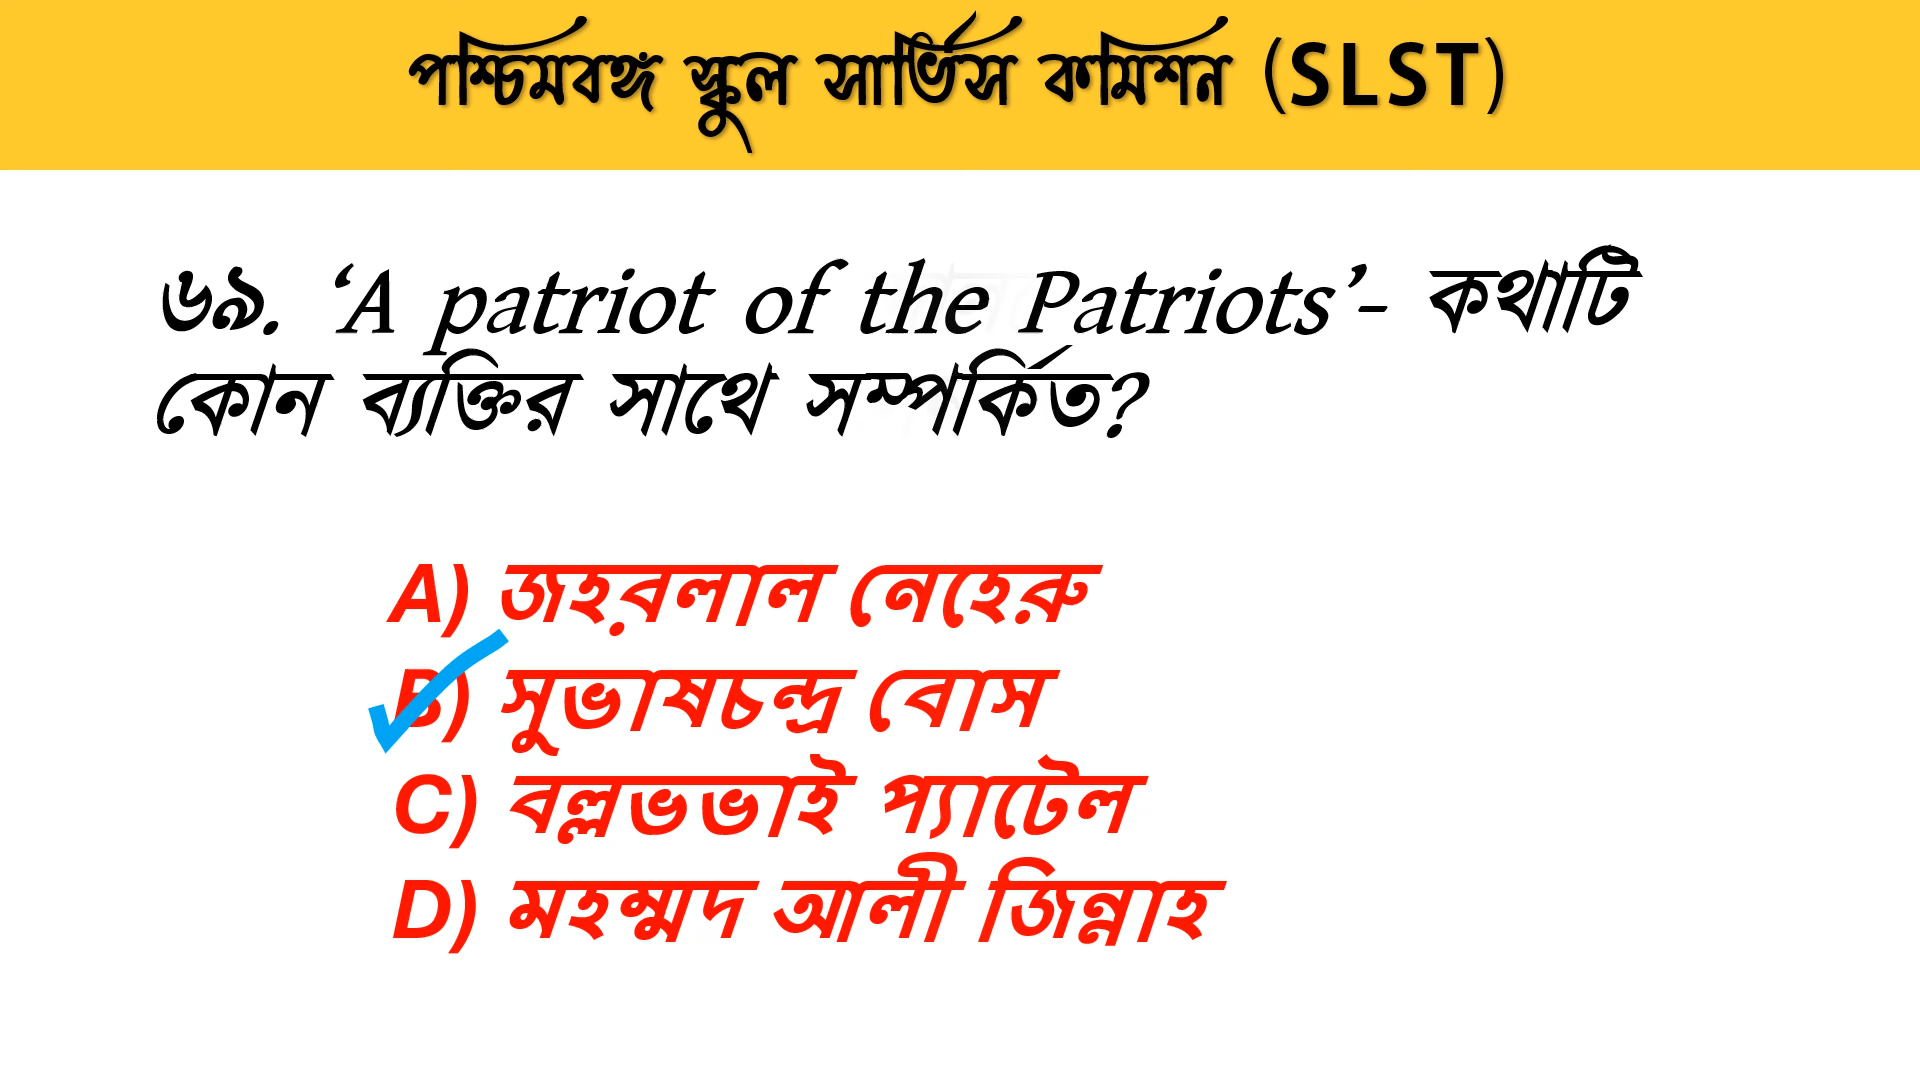 পশ্চিমবঙ্গ স্কুল সার্ভিস কমিশন (SLST)
৬৯. ‘A patriot of the Patriots’- কথাটি
কোন ব্যক্তির সাথে সম্পর্কিত?
A) জহরলাল নেহেরু
B) সুভাষচন্দ্র বোস
C) বল্লভভাই প্যাটেল
D) মহম্মদ আলী জিন্নাহ